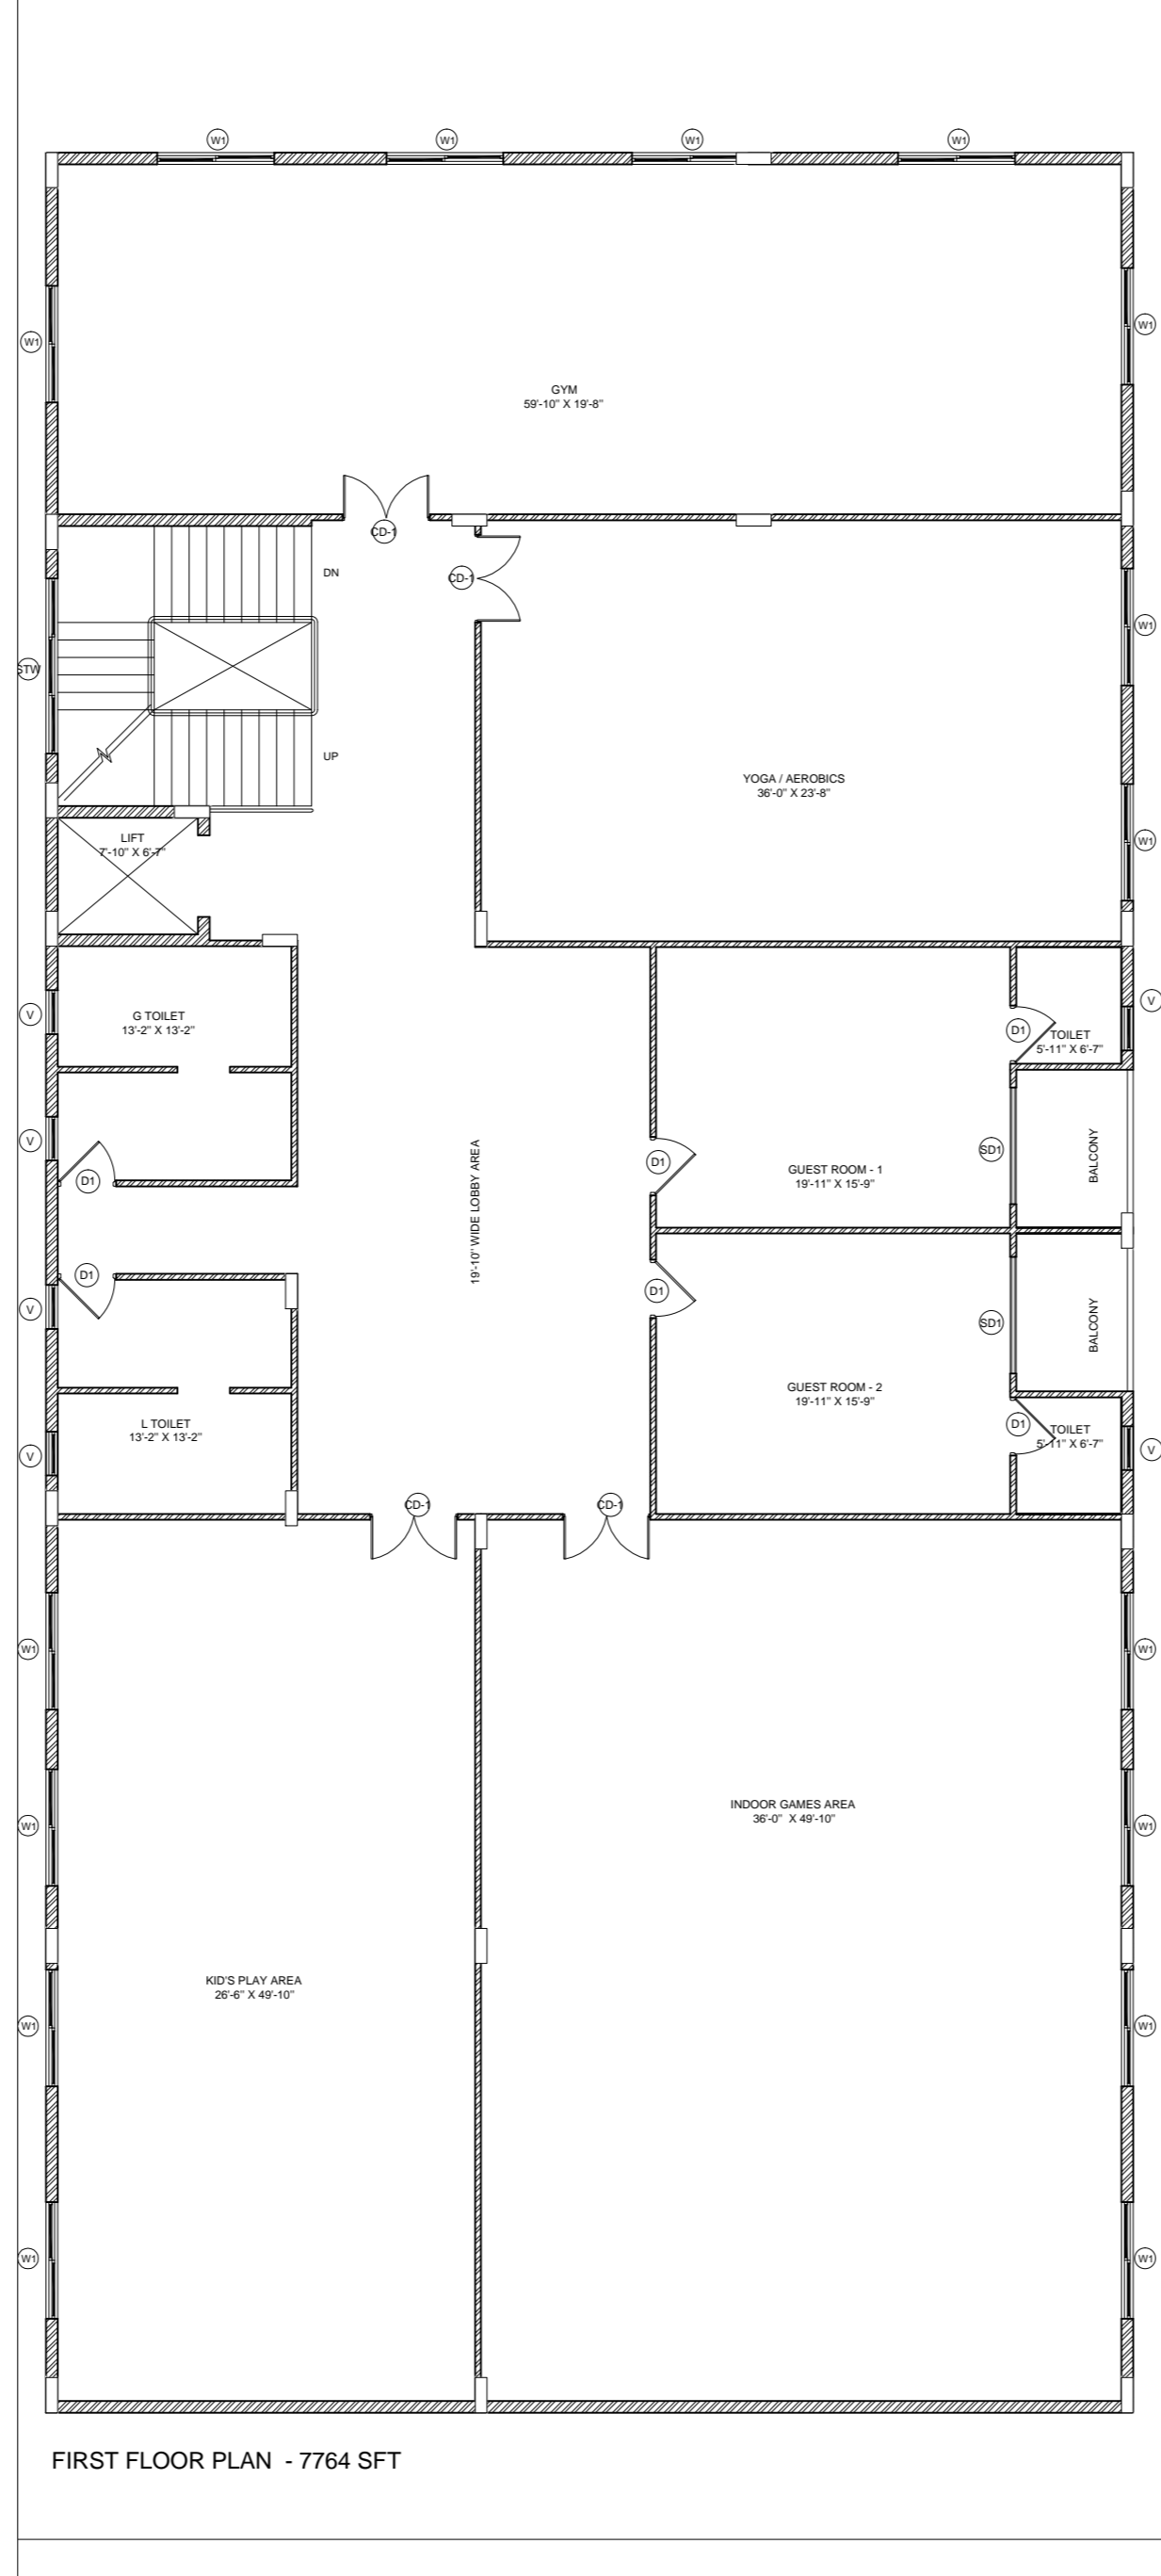 W1
W1
W1
W1
W1
W1
GYM
59'-10" X 19'-8"
CD-1
DN
CD-1
W1
STW
UP
YOGA / AEROBICS
36'-0" X 23'-8"
LIFT
7'-10" X 6'-7"
W1
V
G TOILET
13'-2" X 13'-2"
V
D1
TOILET
5'-11" X 6'-7"
V
D1
19'-10" WIDE LOBBY AREA
D1
GUEST ROOM - 1
19'-11" X 15'-9"
SD1
BALCONY
D1
D1
V
SD1
BALCONY
GUEST ROOM - 2
19'-11" X 15'-9"
L TOILET
13'-2" X 13'-2"
D1
TOILET
5'-11" X 6'-7"
V
V
CD-1
CD-1
W1
W1
INDOOR GAMES AREA
36'-0" X 49'-10"
W1
W1
KID'S PLAY AREA
26'-6" X 49'-10"
W1
W1
W1
W1
FIRST FLOOR PLAN - 7764 SFT